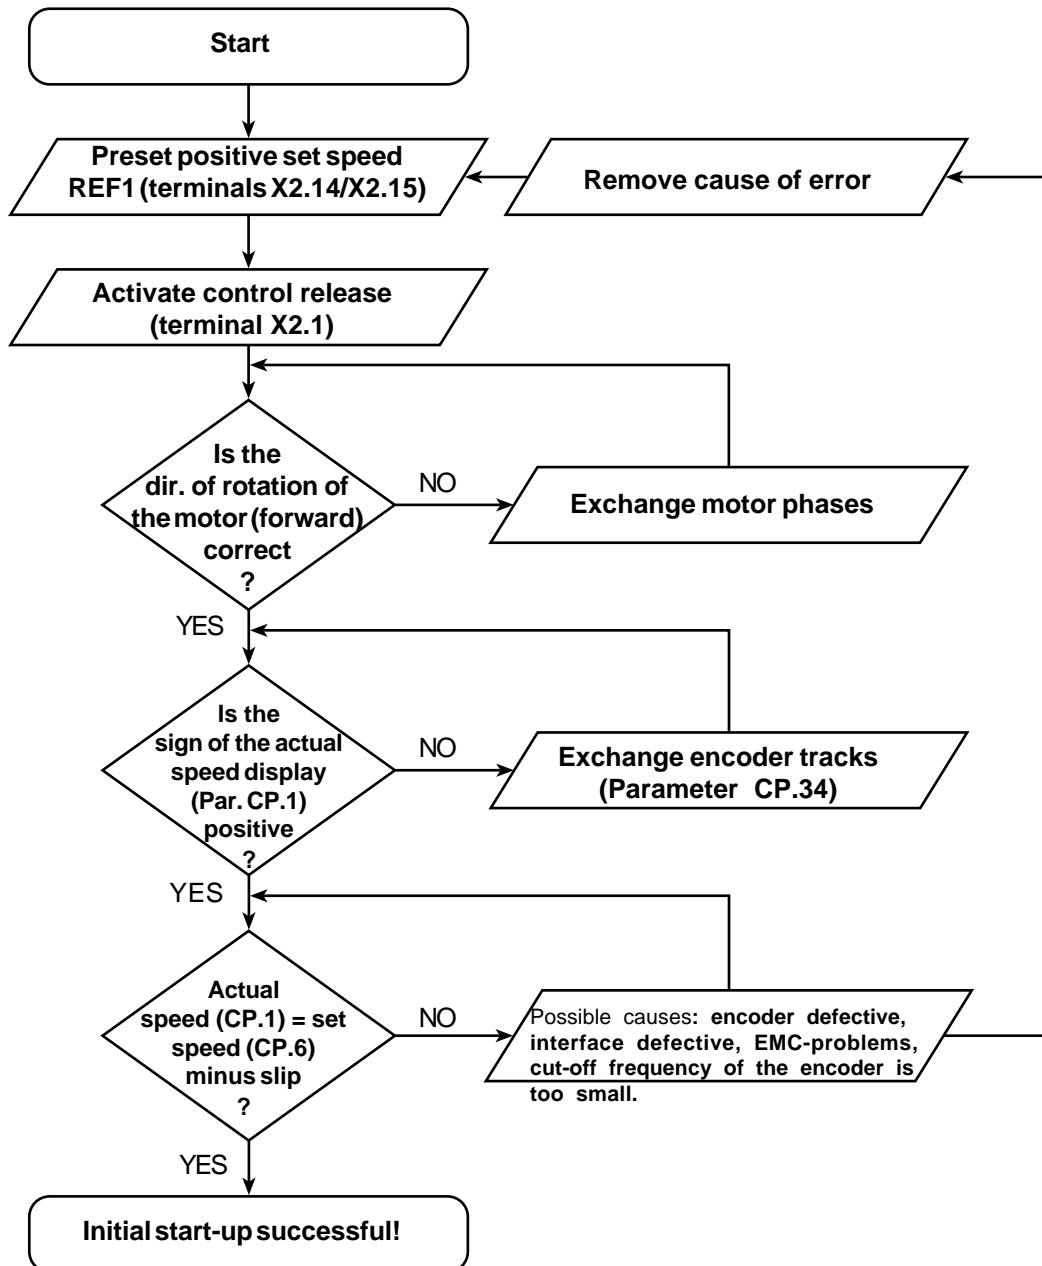 Start
Preset positive set speed
REF1 (terminals X2.14/X2.15)
Remove cause of error
Activate control release
(terminal X2.1)
Is the
dir. of rotation of
the motor (forward)
correct
?
NO
Exchange motor phases
YES
Is the
sign of the actual
speed display
(Par. CP.1)
positive
?
NO
Exchange encoder tracks
(Parameter CP.34)
YES
Actual
speed (CP.1) = set
speed (CP.6)
minus slip
?
NO
Possible causes: encoder defective,
interface defective, EMC-problems,
cut-off frequency of the encoder is
too small.
YES
Initial start-up successful!